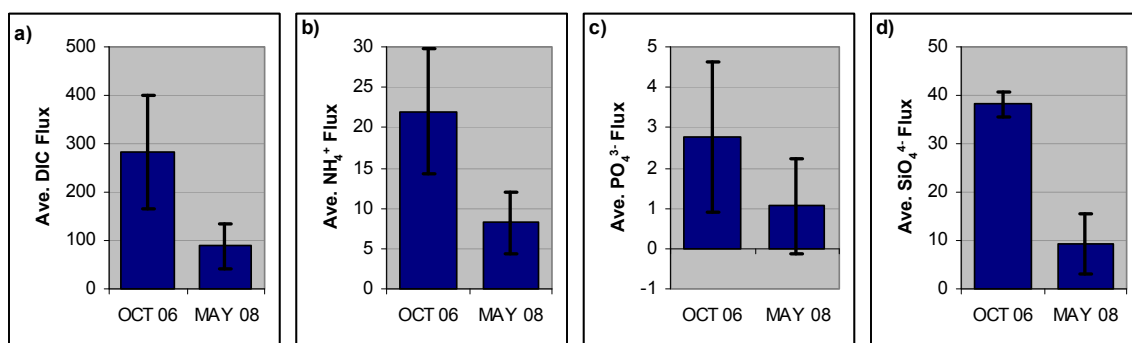 a)
Ave. DIC Flux
500
400
300
200
100
0
OCT 06 MAY 08
b)
Ave. NH₄⁺ Flux
30
25
20
15
10
5
0
OCT 06 MAY 08
c)
Ave. PO₄³⁻ Flux
5
4
3
2
1
0
-1
OCT 06 MAY 08
d)
Ave. SiO₄⁴⁻ Flux
50
40
30
20
10
0
OCT 06 MAY 08